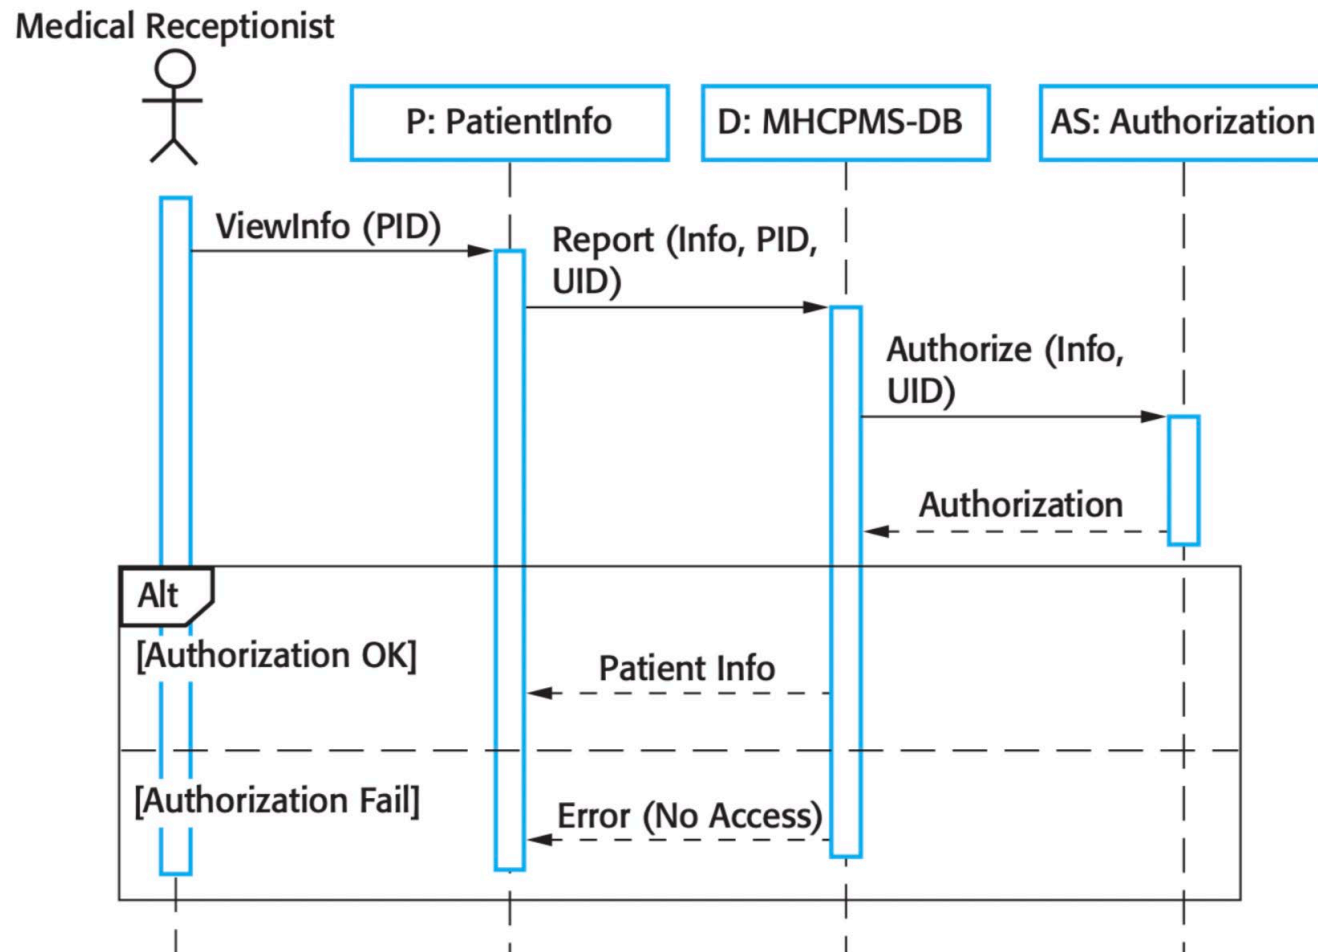 Medical Receptionist
P: PatientInfo
D: MHCPMS-DB
AS: Authorization
ViewInfo (PID)
Report (Info, PID,
UID)
Authorize (Info,
UID)
Authorization
Alt
[Authorization OK]
Patient Info
[Authorization Fail]
Error (No Access)